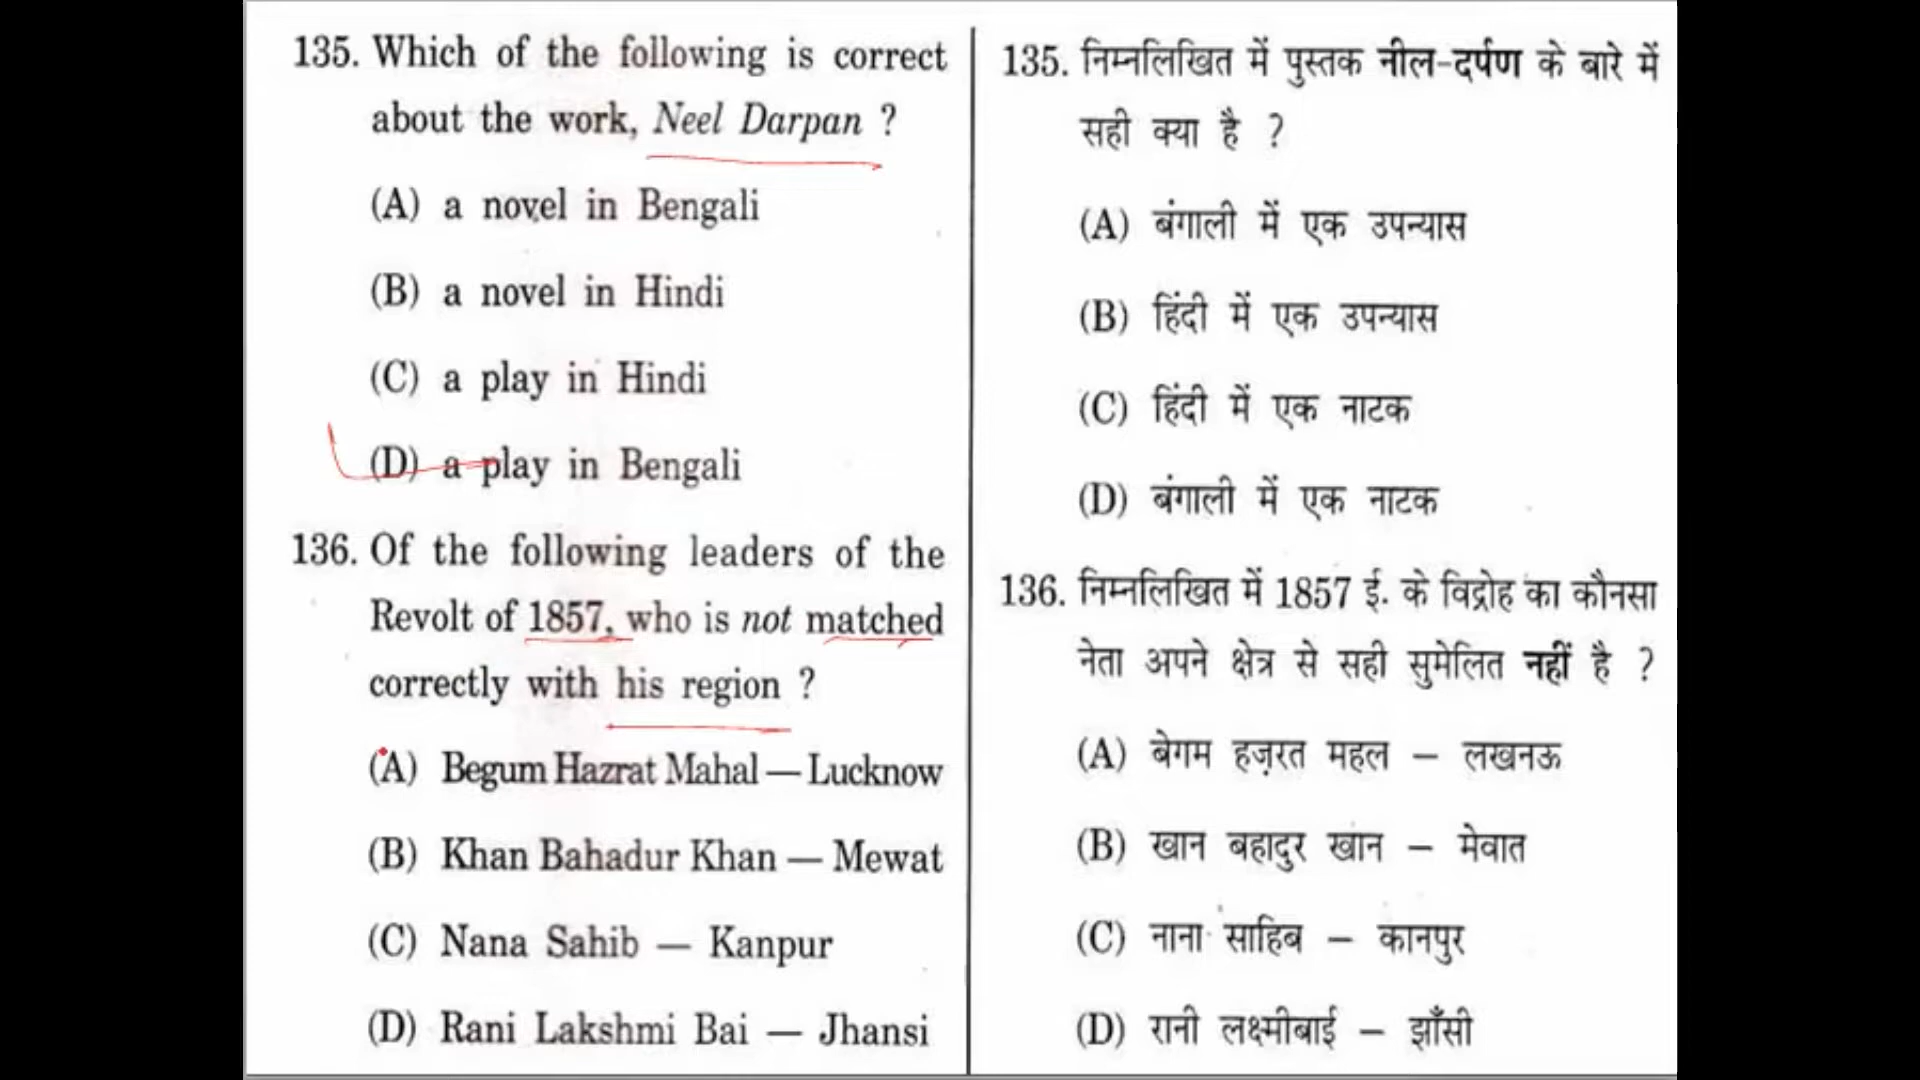 135. Which of the following is correct
about the work, Neel Darpan ?
(A) a novel in Bengali
(B) a novel in Hindi
(C) a play in Hindi
(D) a play in Bengali
136. Of the following leaders of the
Revolt of 1857, who is not matched
correctly with his region ?
(A) Begum Hazrat Mahal — Lucknow
(B) Khan Bahadur Khan — Mewat
(C) Nana Sahib — Kanpur
(D) Rani Lakshmi Bai — Jhansi
135. निम्नलिखित में पुस्तक नील-दर्पण के बारे में
सही क्या है ?
(A) बंगाली में एक उपन्यास
(B) हिंदी में एक उपन्यास
(C) हिंदी में एक नाटक
(D) बंगाली में एक नाटक
136. निम्नलिखित में 1857 ई. के विद्रोह का कौनसा
नेता अपने क्षेत्र से सही सुमेलित नहीं है ?
(A) बेगम हज़रत महल – लखनऊ
(B) खान बहादुर खान – मेवात
(C) नाना साहिब – कानपुर
(D) रानी लक्ष्मीबाई – झाँसी